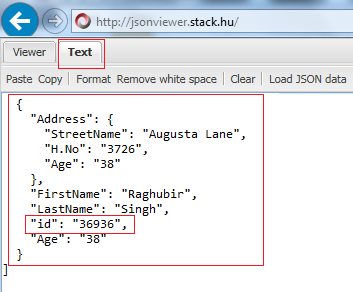 http://jsonviewer.stack.hu/
Viewer Text
Paste Copy Format Remove white space Clear Load JSON data
{
"Address": {
"StreetName": "Augusta Lane",
"H.No": "3726",
"Age": "38"
},
"FirstName": "Raghubir",
"LastName": "Singh",
"id": "36936",
"Age": "38"
}
]